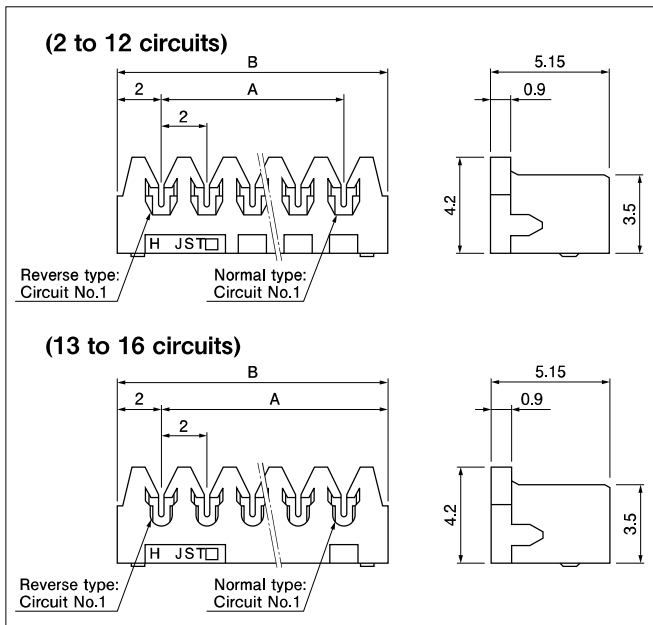 (2 to 12 circuits)
B
5.15
2
A
0.9
2
4.2
3.5
H JST□
Reverse type:
Circuit No.1
Normal type:
Circuit No.1
(13 to 16 circuits)
B
5.15
2
A
0.9
2
4.2
3.5
H JST□
Reverse type:
Circuit No.1
Normal type:
Circuit No.1